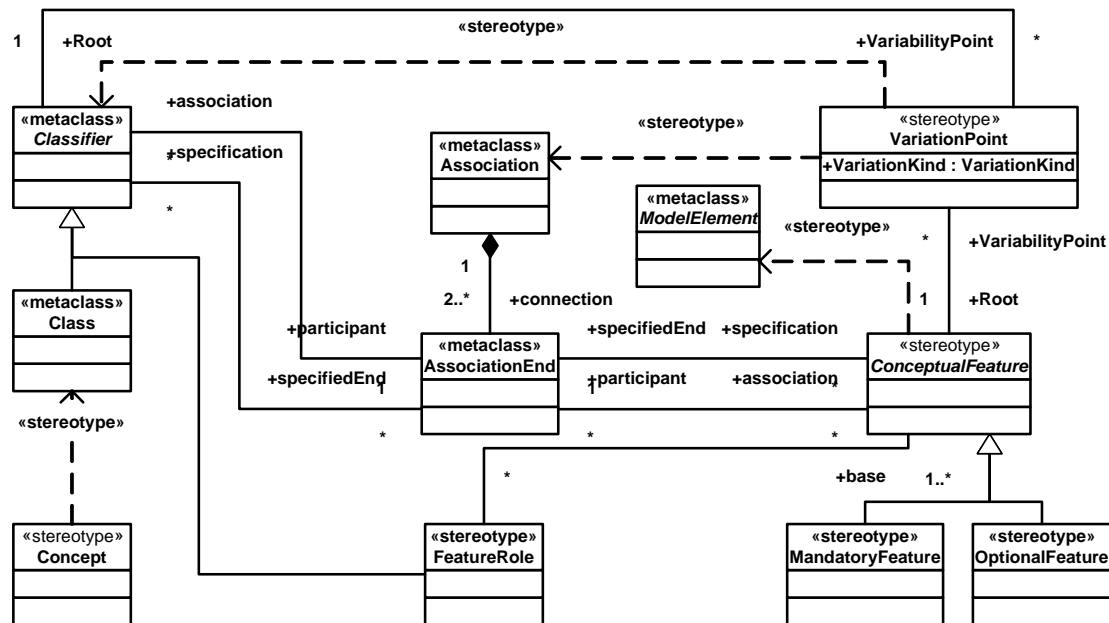 «stereotype»
1
+Root
+VariabilityPoint
*
+association
«metaclass»
Classifier
+specification
*
*
«metaclass»
Association
«stereotype»
«stereotype»
VariationPoint
+VariationKind : VariationKind
«metaclass»
ModelElement
«stereotype»
*
+VariabilityPoint
1
2..*
+connection
1
+Root
«metaclass»
Class
+participant
+specifiedEnd
1
*
«metaclass»
AssociationEnd
+specifiedEnd
+specification
+participant
+association
1
*
*
*
«stereotype»
ConceptualFeature
«stereotype»
*
+base
1..*
«stereotype»
Concept
«stereotype»
FeatureRole
«stereotype»
MandatoryFeature
«stereotype»
OptionalFeature